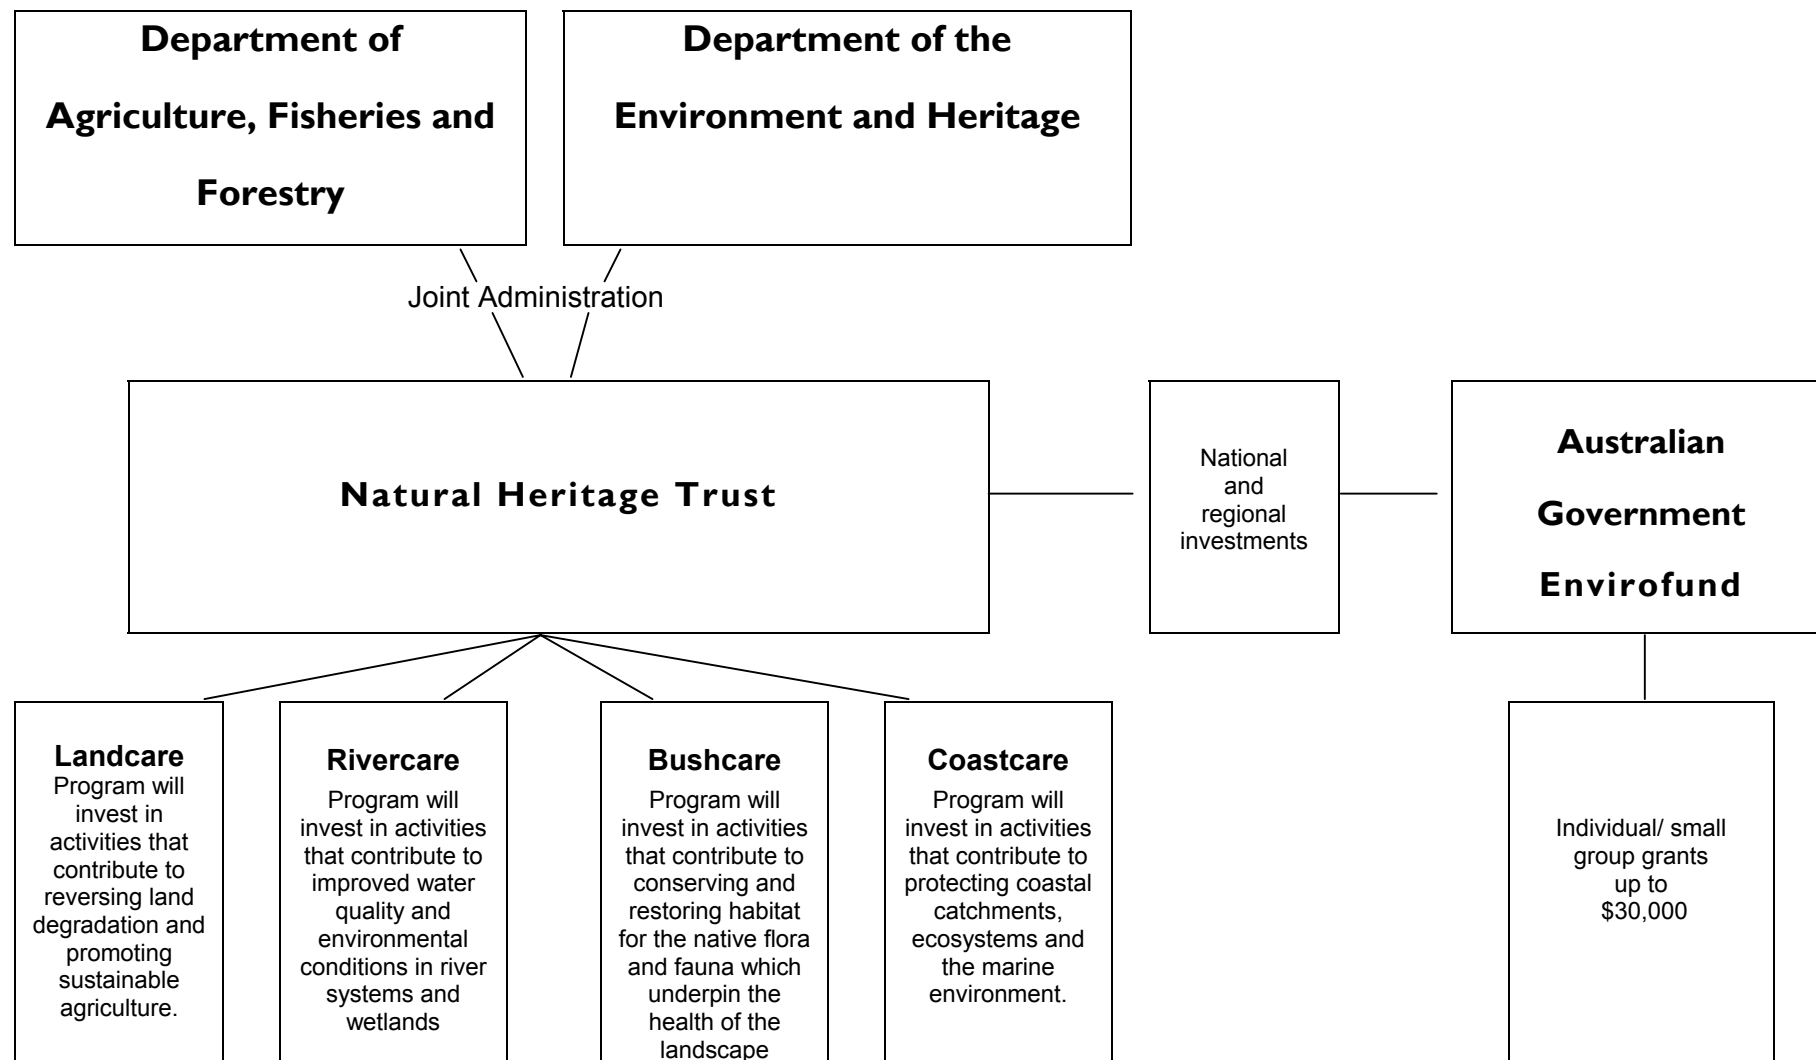 Department of
Agriculture, Fisheries and
Forestry
Department of the
Environment and Heritage
Joint Administration
Natural Heritage Trust
National
and
regional
investments
Australian
Government
Envirofund
Landcare
Program will
invest in
activities that
contribute to
reversing land
degradation and
promoting
sustainable
agriculture.
Rivercare
Program will
invest in activities
that contribute to
improved water
quality and
environmental
conditions in river
systems and
wetlands
Bushcare
Program will
invest in activities
that contribute to
conserving and
restoring habitat
for the native flora
and fauna which
underpin the
health of the
landscape
Coastcare
Program will
invest in activities
that contribute to
protecting coastal
catchments,
ecosystems and
the marine
environment.
Individual/ small
group grants
up to
$30,000